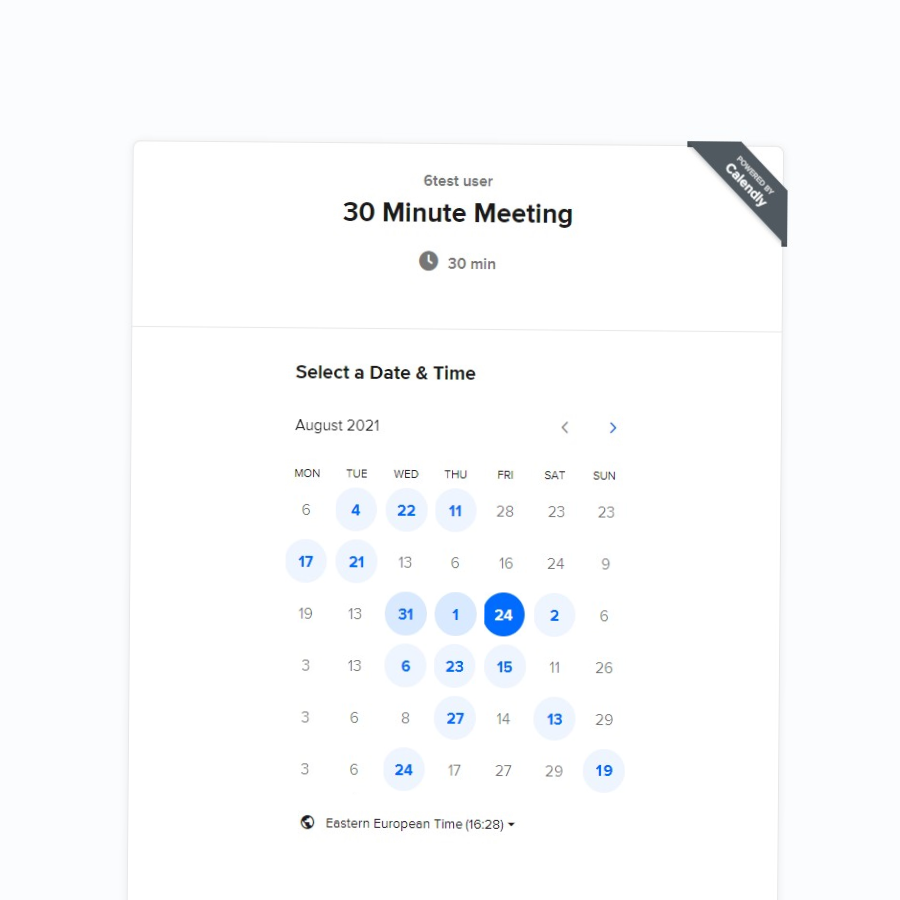 POWERED BY
Calendly
6test user
30 Minute Meeting
30 min
Select a Date & Time
August 2021
MON TUE WED THU FRI SAT SUN
6 4 22 11 28 23 23
17 21 13 6 16 24 9
19 13 31 1 24 2 6
3 13 6 23 15 11 26
3 6 8 27 14 13 29
3 6 24 17 27 29 19
Eastern European Time (16:28)